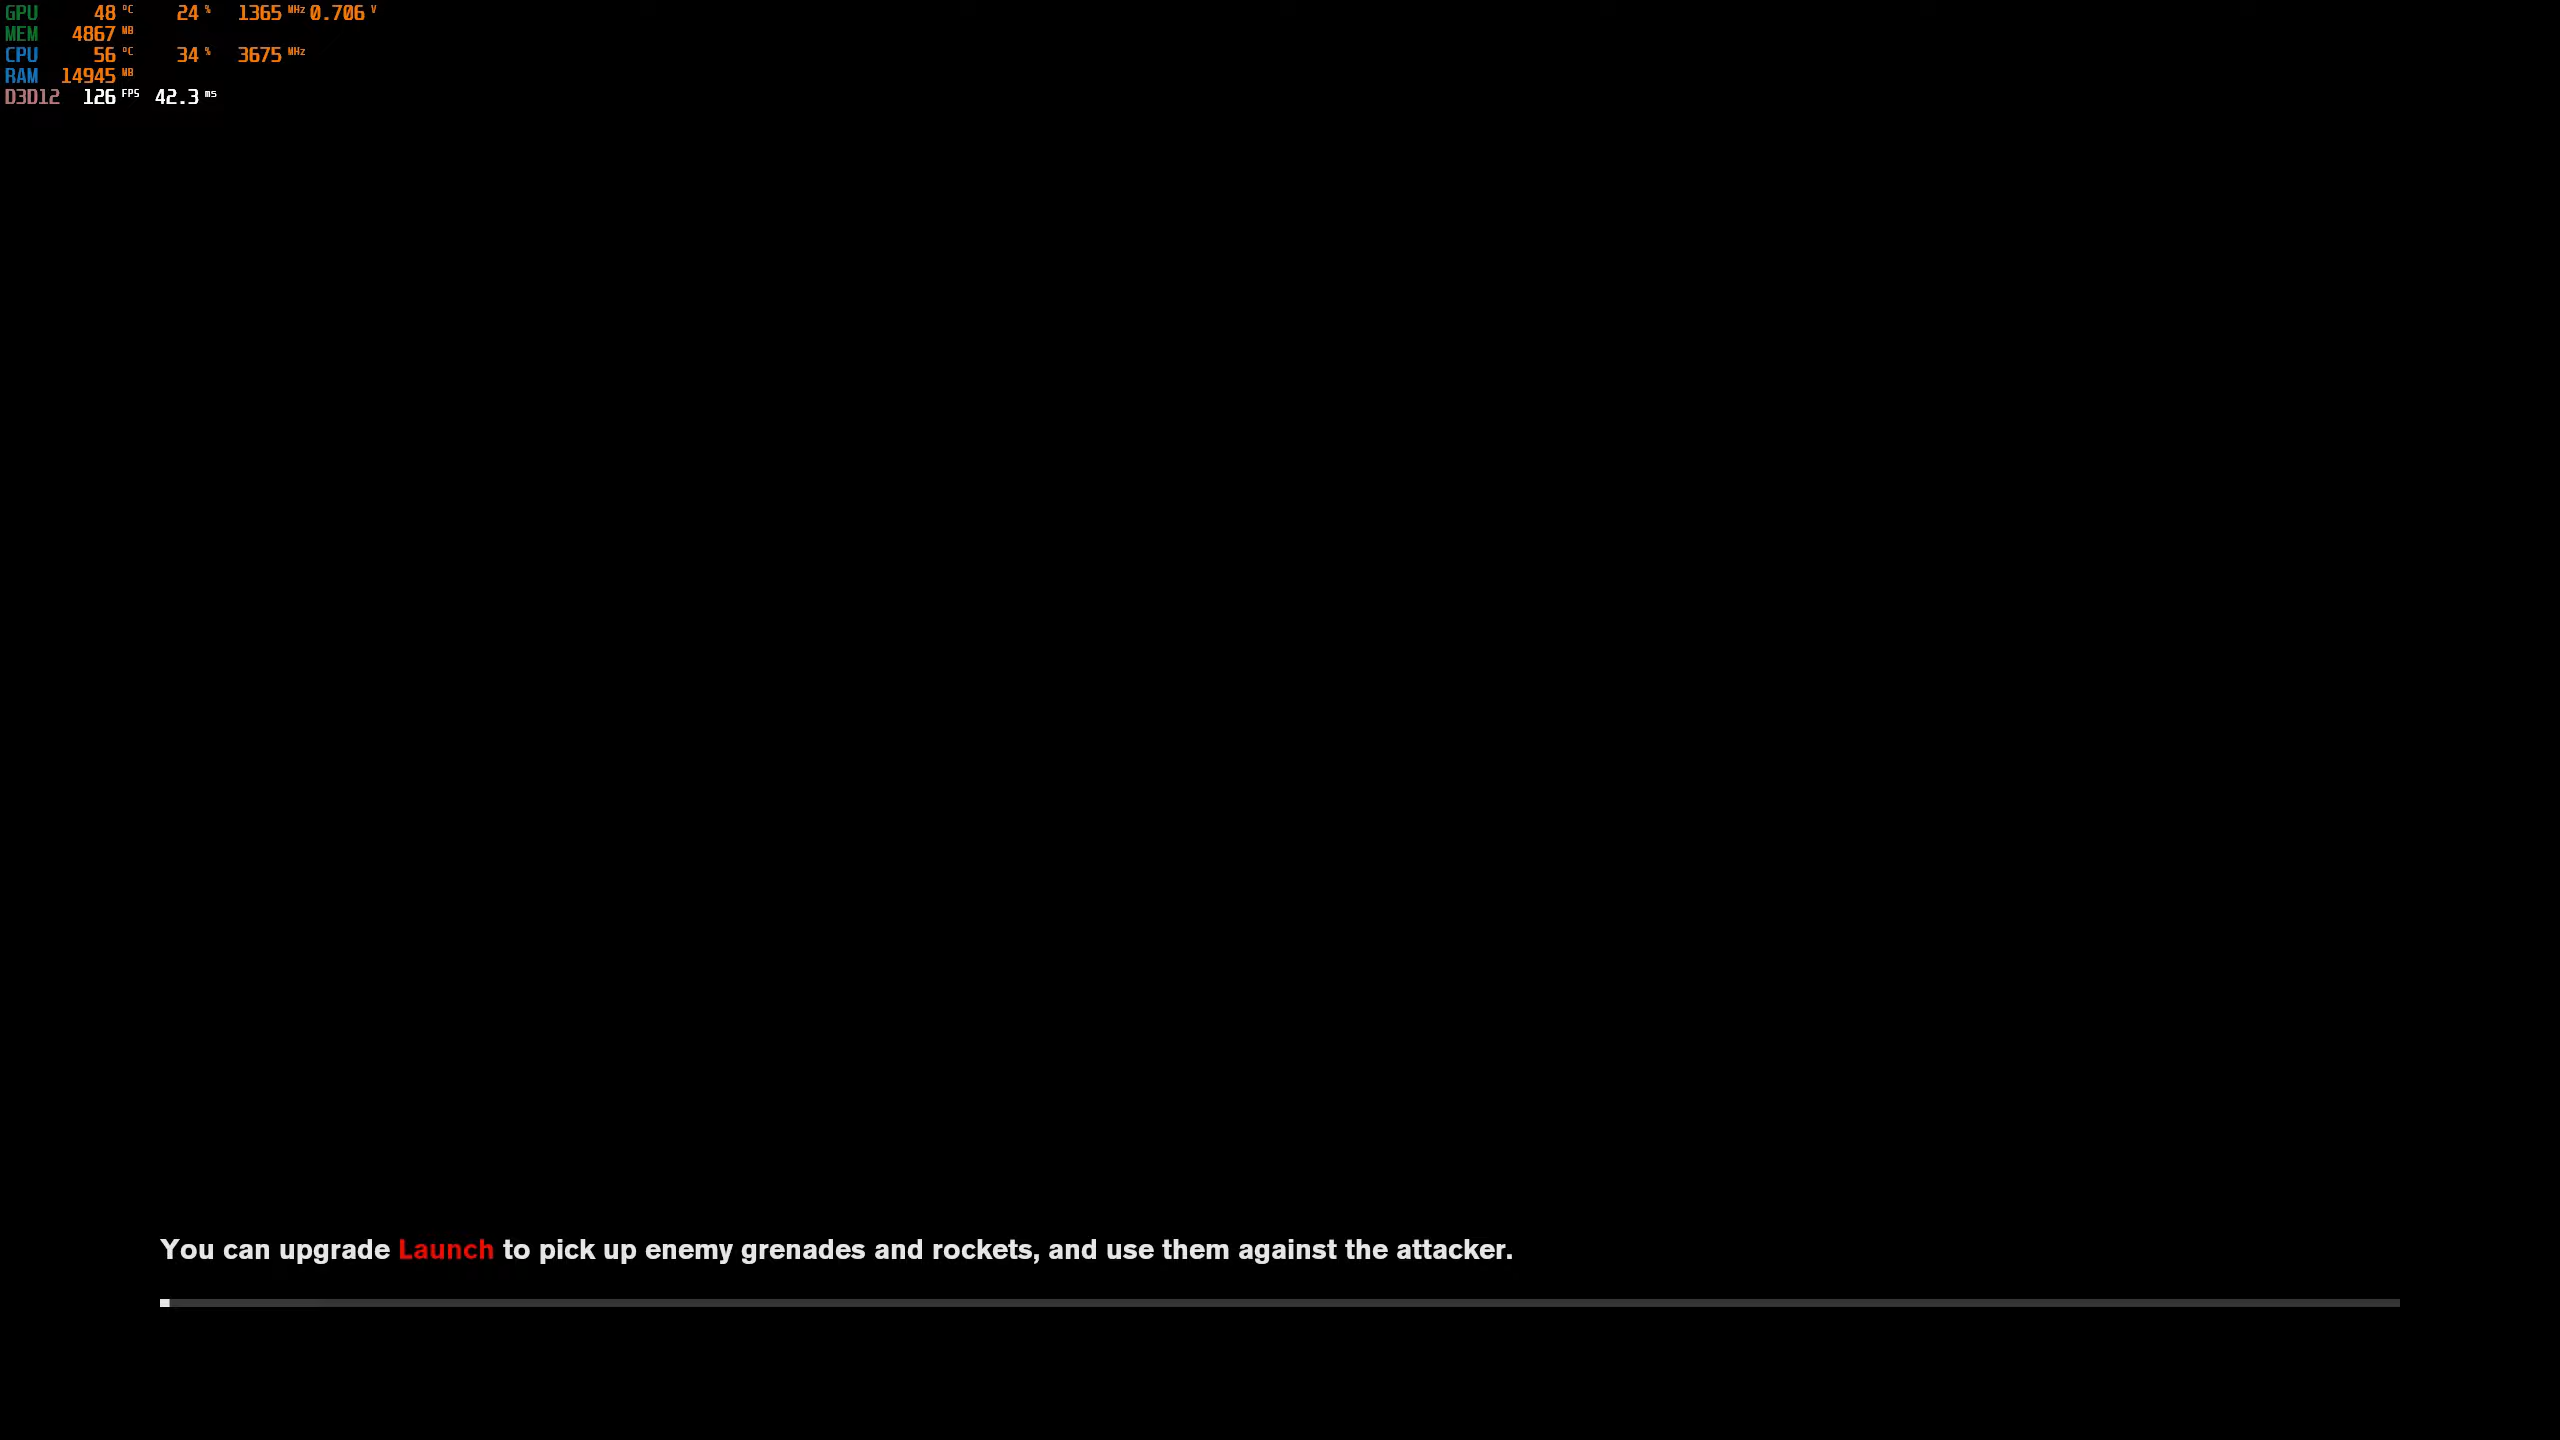 GPU 48 °C 24 % 1365 MHz 0.706 V
MEM 4867 MB
CPU 56 °C 34 % 3675 MHz
RAM 14945 MB
D3D12 126 FPS 42.3 ms
You can upgrade Launch to pick up enemy grenades and rockets, and use them against the attacker.